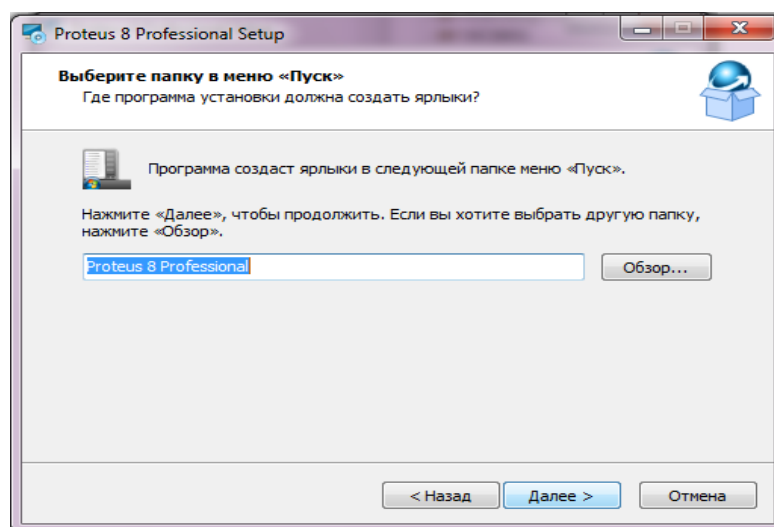 Proteus 8 Professional Setup
Выберите папку в меню «Пуск»
Где программа установки должна создать ярлыки?
Программа создаст ярлыки в следующей папке меню «Пуск».
Нажмите «Далее», чтобы продолжить. Если вы хотите выбрать другую папку,
нажмите «Обзор».
Proteus 8 Professional
Обзор...
< Назад
Далее >
Отмена